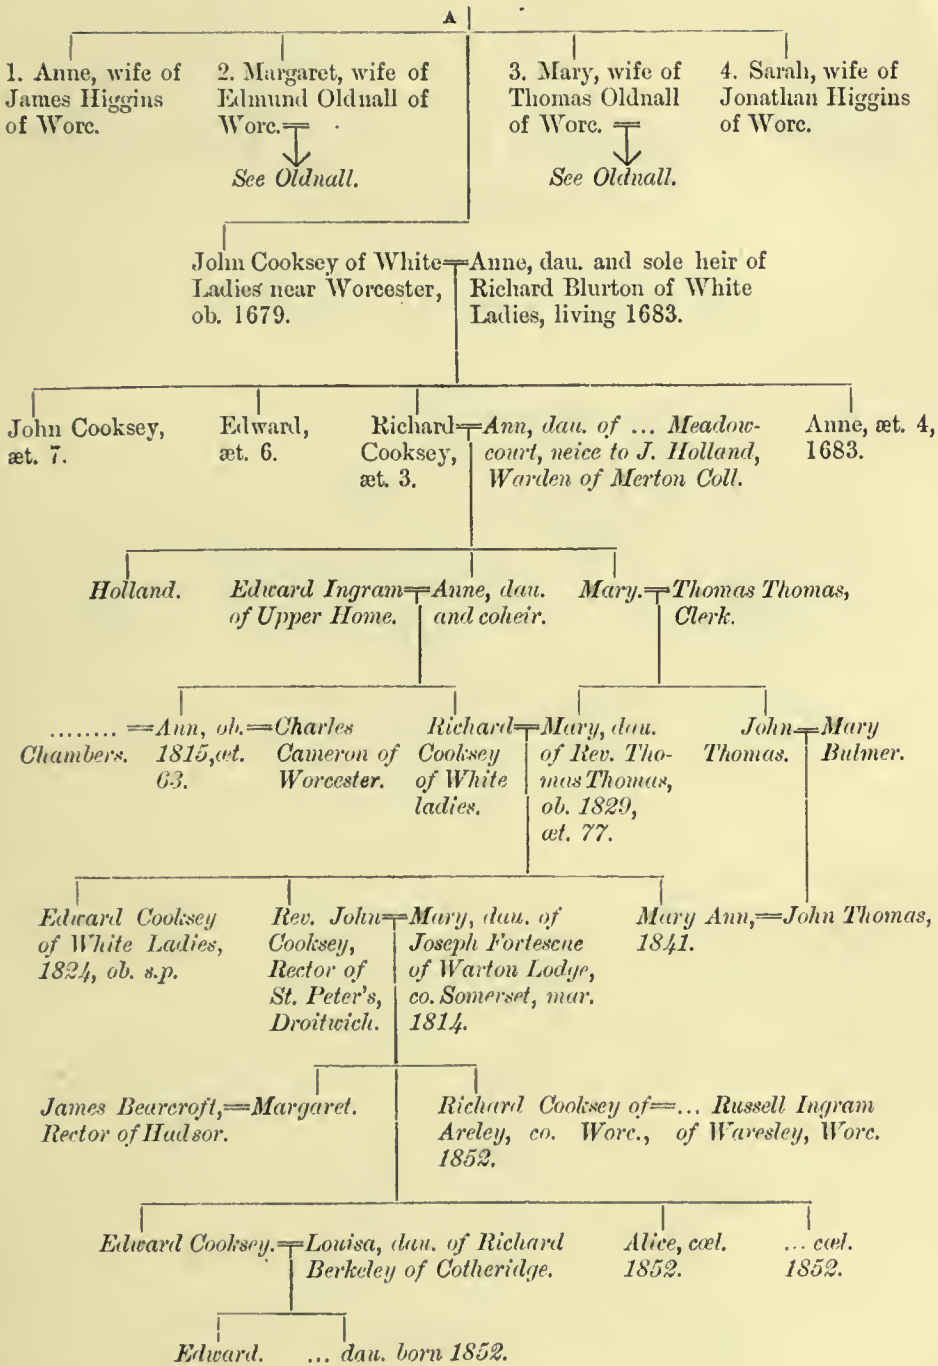 A
1. Anne, wife of
James Higgins
of Worc.
2. Margaret, wife of
Edmund Oldnall of
Worc.
See Oldnall.
3. Mary, wife of
Thomas Oldnall
of Worc.
See Oldnall.
4. Sarah, wife of
Jonathan Higgins
of Worc.
John Cooksey of White
Ladies near Worcester,
ob. 1679.
Anne, dau. and sole heir of
Richard Blurton of White
Ladies, living 1683.
John Cooksey,
æt. 7.
Edward,
æt. 6.
Richard
Cooksey,
æt. 3.
Ann, dau. of ... Meadow-
court, neice to J. Holland,
Warden of Merton Coll.
Anne, æt. 4,
1683.
Holland.
Edward Ingram
of Upper Home.
Anne, dau.
and coheir.
Mary.
Thomas Thomas,
Clerk.
........
Chambers.
Ann, ob.
1815, æt.
63.
Charles
Cameron of
Worcester.
Richard
Cooksey
of White
ladies.
Mary, dau.
of Rev. Tho-
mas Thomas,
ob. 1829,
æt. 77.
John
Thomas.
Mary
Bulmer.
Edward Cooksey
of White Ladies,
1824, ob. s.p.
Rev. John
Cooksey,
Rector of
St. Peter's,
Droitwich.
Mary, dau. of
Joseph Fortescue
of Warton Lodge,
co. Somerset, mar.
1814.
Mary Ann,
1841.
John Thomas,
James Bearcroft,
Rector of Hadsor.
Margaret.
Richard Cooksey of
Areley, co. Worc.,
1852.
... Russell Ingram
of Waresley, Worc.
Edward Cooksey.
Louisa, dau. of Richard
Berkeley of Cotheridge.
Alice, cœl.
1852.
... cœl.
1852.
Edward.
... dau. born 1852.